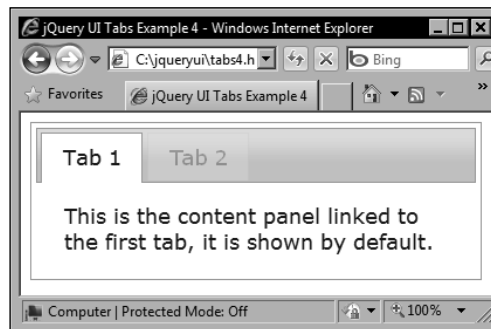 jQuery UI Tabs Example 4 - Windows Internet Explorer
C:\jqueryui\tabs4.h
Bing
Favorites
jQuery UI Tabs Example 4
»
Tab 1
Tab 2
This is the content panel linked to
the first tab, it is shown by default.
Computer | Protected Mode: Off
100%